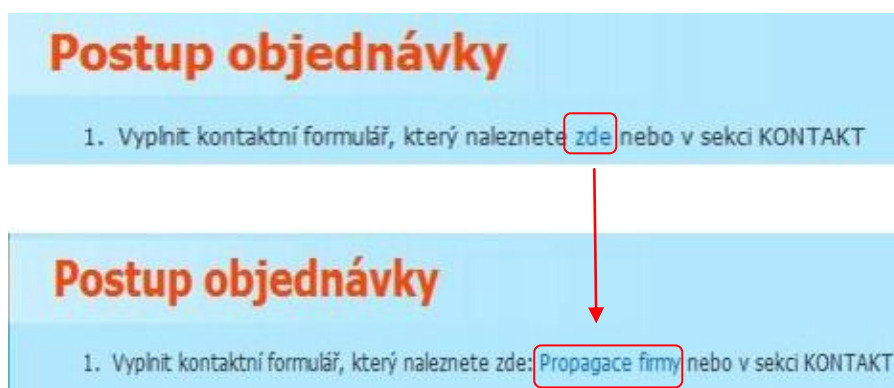 Postup objednávky
1. Vyplnit kontaktní formulář, který naleznete zde nebo v sekci KONTAKT
Postup objednávky
1. Vyplnit kontaktní formulář, který naleznete zde: Propagace firmy nebo v sekci KONTAKT